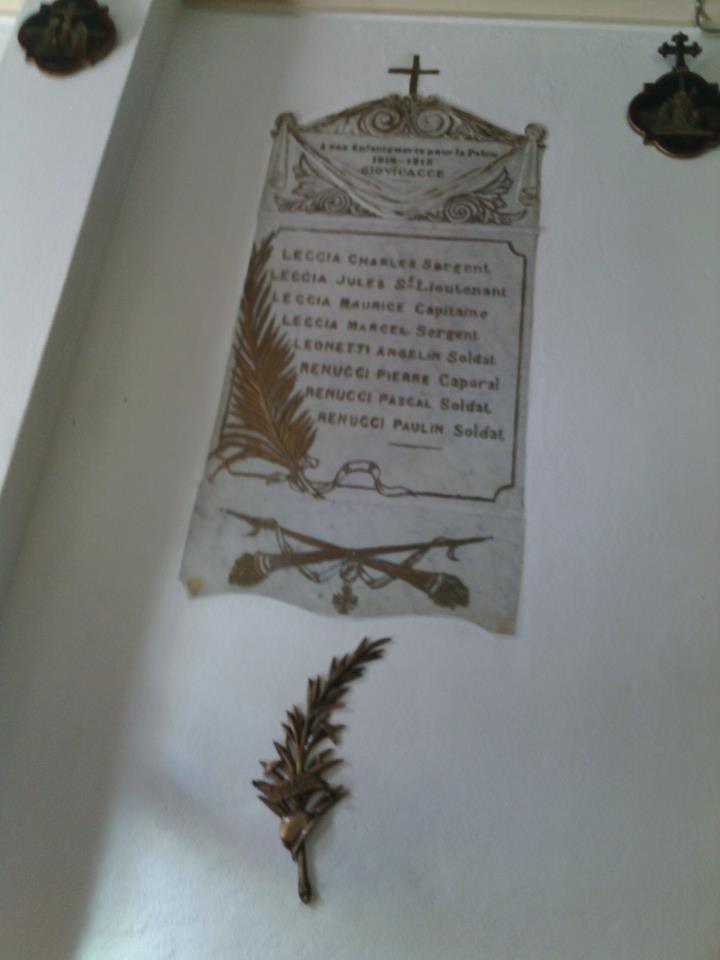 A ses Enfants morts pour la Patrie
1914-1918
GIOVICACCE
LECCIA CHARLES Sergent
LECCIA JULES St Lieutenant
LECCIA MAURICE Capitaine
LECCIA MARCEL Sergent
LEONETTI ANGELIN Soldat
RENUCCI PIERRE Caporal
RENUCCI PASCAL Soldat
RENUCCI PAULIN Soldat